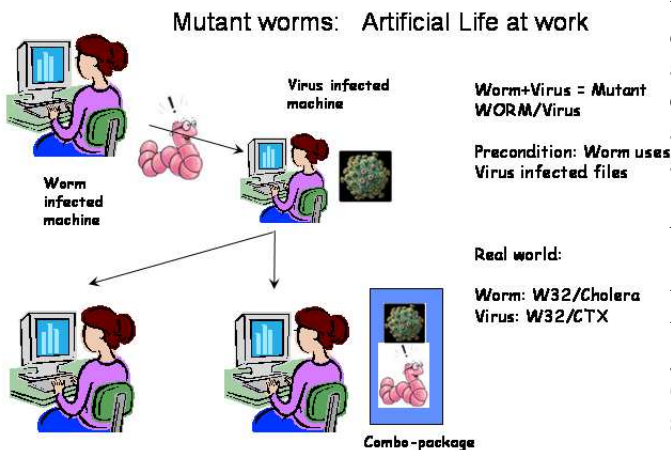 Mutant worms: Artificial Life at work
Virus infected
machine
Worm+Virus = Mutant
WORM/Virus
Precondition: Worm uses
Virus infected files
Worm
infected
machine
Real world:
Worm: W32/Cholera
Virus: W32/CTX
Combo-package